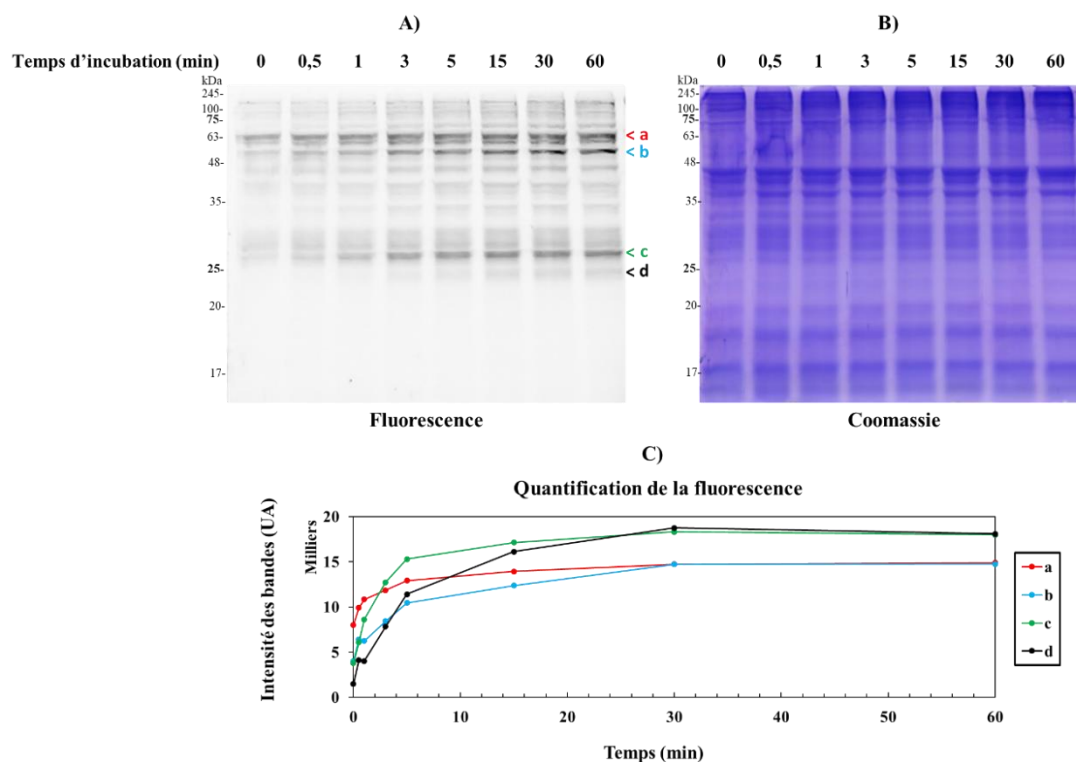 A)
B)
Temps d'incubation (min) 0 0,5 1 3 5 15 30 60
0 0,5 1 3 5 15 30 60
kDa
245-
100-
75-
63-
48-
35-
25-
20-
17-
< a
< b
< c
< d
kDa
245-
100-
75-
63-
48-
35-
25-
20-
17-
Fluorescence
Coomassie
C)
Quantification de la fluorescence
Intensité des bandes (UA)
Milliers
20
15
10
5
0
0 10 20 30 40 50 60
Temps (min)
a
b
c
d